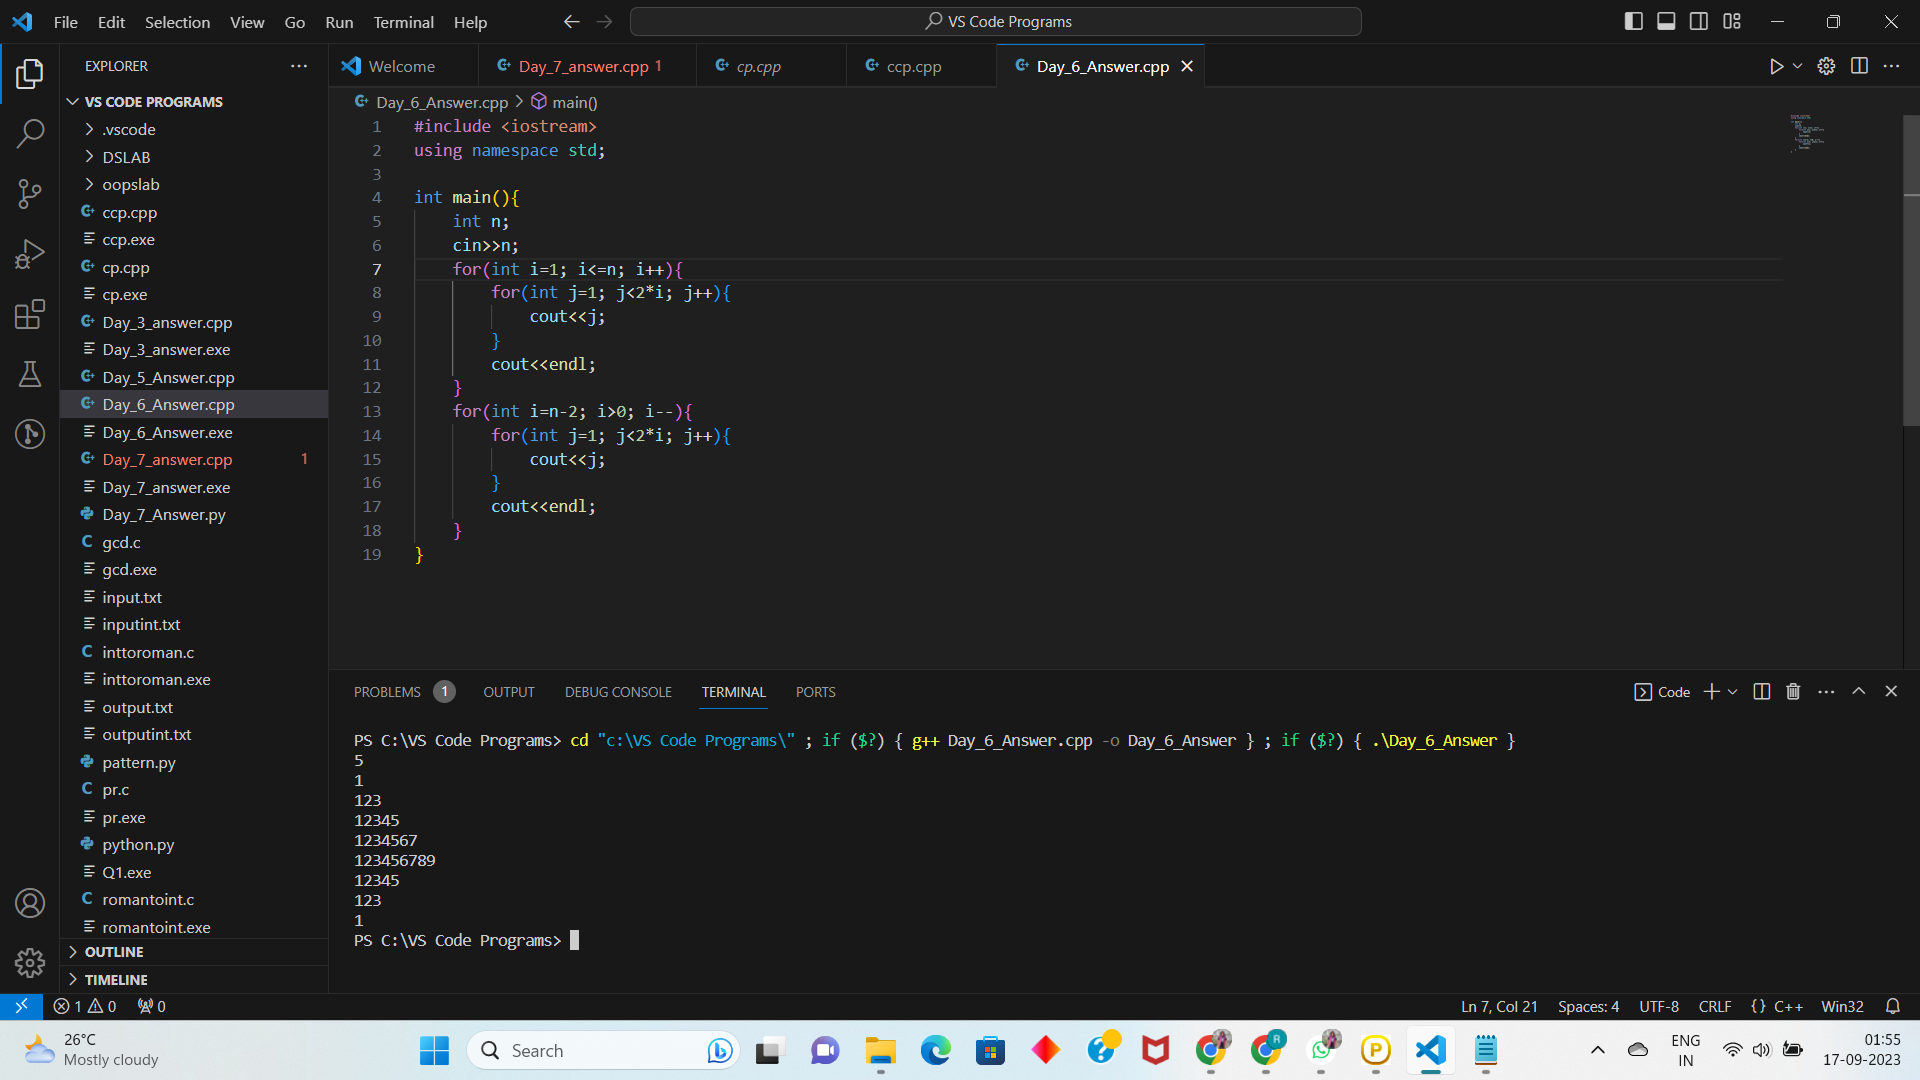 File Edit Selection View Go Run Terminal Help VS Code Programs
EXPLORER
Welcome Day_7_answer.cpp 1 cp.cpp ccp.cpp Day_6_Answer.cpp
VS CODE PROGRAMS
.vscode
DSLAB
oopslab
ccp.cpp
ccp.exe
cp.cpp
cp.exe
Day_3_answer.cpp
Day_3_answer.exe
Day_5_Answer.cpp
Day_6_Answer.cpp
Day_6_Answer.exe
Day_7_answer.cpp 1
Day_7_answer.exe
Day_7_Answer.py
gcd.c
gcd.exe
input.txt
inputint.txt
inttoroman.c
inttoroman.exe
output.txt
outputint.txt
pattern.py
pr.c
pr.exe
python.py
Q1.exe
romantoint.c
romantoint.exe
OUTLINE
TIMELINE
Day_6_Answer.cpp > main()
1 #include <iostream>
2 using namespace std;
3
4 int main(){
5 int n;
6 cin>>n;
7 for(int i=1; i<=n; i++){
8 for(int j=1; j<2*i; j++){
9 cout<<j;
10 }
11 cout<<endl;
12 }
13 for(int i=n-2; i>0; i--){
14 for(int j=1; j<2*i; j++){
15 cout<<j;
16 }
17 cout<<endl;
18 }
19 }
PROBLEMS 1 OUTPUT DEBUG CONSOLE TERMINAL PORTS Code
PS C:\VS Code Programs> cd "c:\VS Code Programs\" ; if ($?) { g++ Day_6_Answer.cpp -o Day_6_Answer } ; if ($?) { .\Day_6_Answer }
5
1
123
12345
1234567
123456789
12345
123
1
PS C:\VS Code Programs>
1 0 0 Ln 7, Col 21 Spaces: 4 UTF-8 CRLF {} C++ Win32
26°C
Mostly cloudy
Search
ENG
IN
01:55
17-09-2023